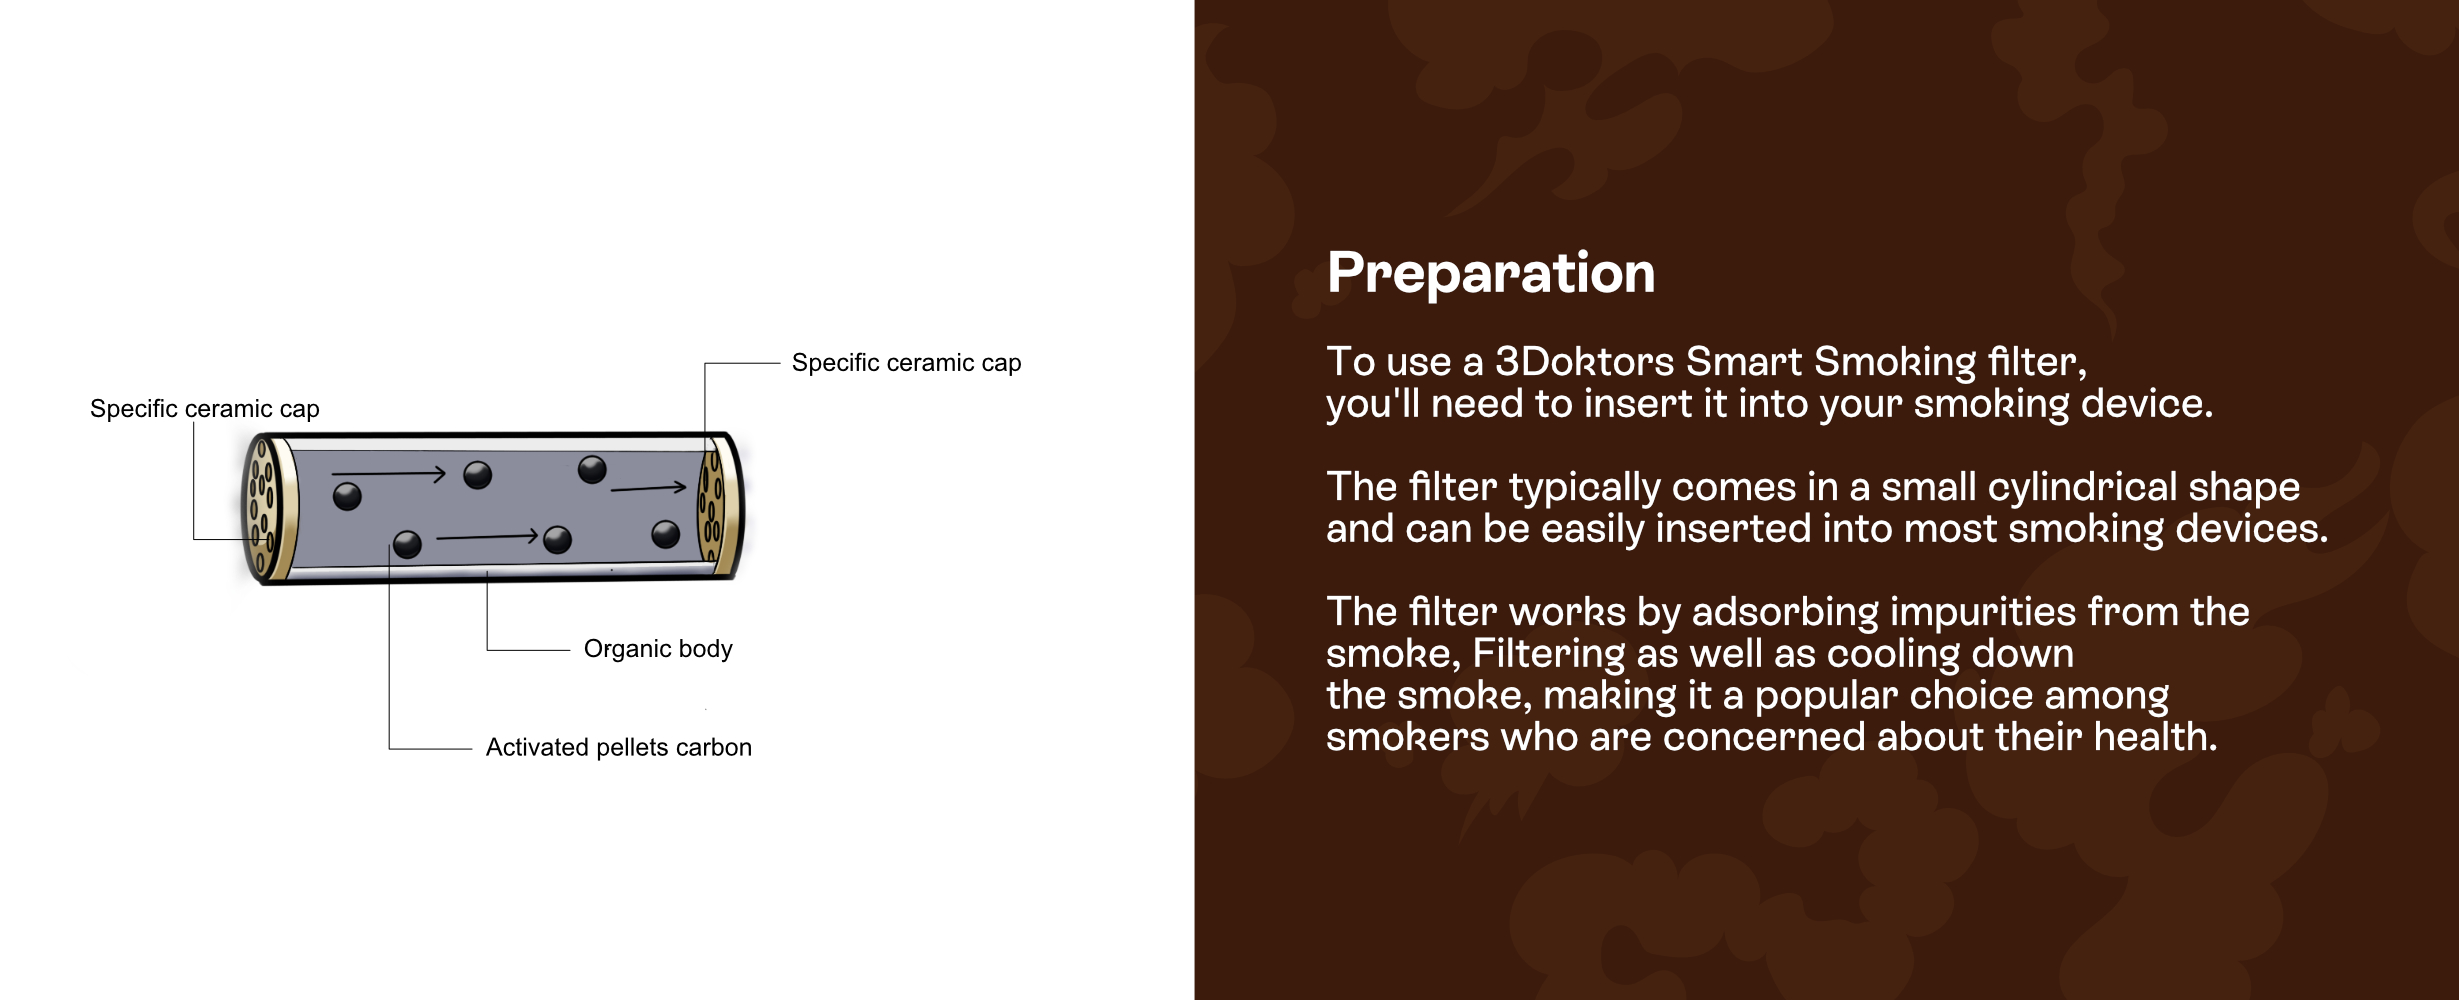 Specific ceramic cap
Specific ceramic cap
Organic body
Activated pellets carbon
Preparation
To use a 3Doktors Smart Smoking filter,
you'll need to insert it into your smoking device.
The filter typically comes in a small cylindrical shape
and can be easily inserted into most smoking devices.
The filter works by adsorbing impurities from the
smoke, Filtering as well as cooling down
the smoke, making it a popular choice among
smokers who are concerned about their health.